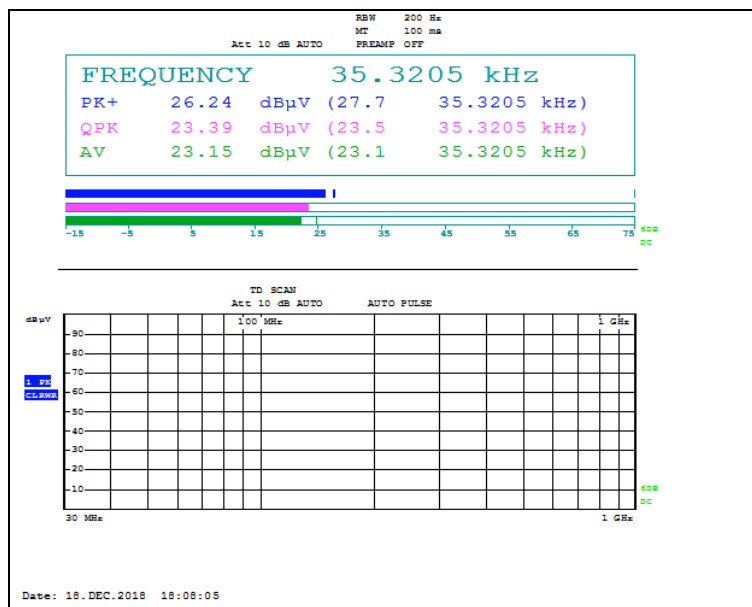 RBW 200 Hz
MT 100 ms
Att 10 dB AUTO PREAMP OFF
FREQUENCY 35.3205 kHz
PK+ 26.24 dBµV (27.7 35.3205 kHz)
QPK 23.39 dBµV (23.5 35.3205 kHz)
AV 23.15 dBµV (23.1 35.3205 kHz)
-15 -5 5 15 25 35 45 55 65 75
6DB
DC
TD SCAN
Att 10 dB AUTO AUTO PULSE
dBµV
100 MHz 1 GHz
90
80
70
1 PK
60
CLRWR
50
40
30
20
10
6DB
DC
30 MHz 1 GHz
Date: 18.DEC.2018 18:08:05